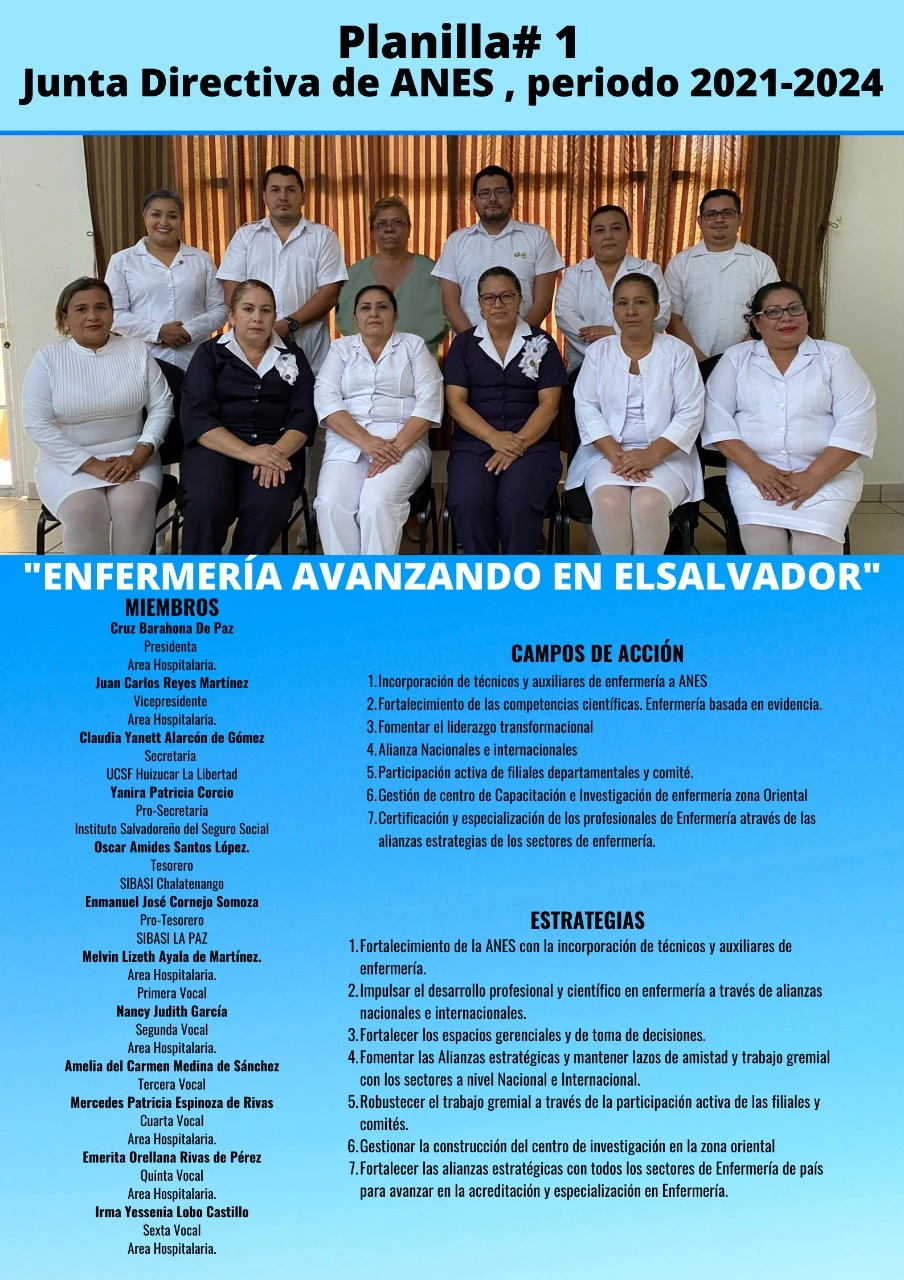 Planilla# 1
Junta Directiva de ANES , periodo 2021-2024
"ENFERMERÍA AVANZANDO EN ELSALVADOR"
MIEMBROS
Cruz Barahona De Paz
Presidenta
Area Hospitalaria.
Juan Carlos Reyes Martínez
Vicepresidente
Area Hospitalaria.
Claudia Yanett Alarcón de Gómez
Secretaria
UCSF Huizucar La Libertad
Yanira Patricia Corcio
Pro-Secretaria
Instituto Salvadoreño del Seguro Social
Oscar Amides Santos López.
Tesorero
SIBASI Chalatenango
Enmanuel José Cornejo Somoza
Pro-Tesorero
SIBASI LA PAZ
Melvin Lizeth Ayala de Martínez.
Area Hospitalaria.
Primera Vocal
Nancy Judith García
Segunda Vocal
Area Hospitalaria.
Amelia del Carmen Medina de Sánchez
Tercera Vocal
Mercedes Patricia Espinoza de Rivas
Cuarta Vocal
Area Hospitalaria.
Emerita Orellana Rivas de Pérez
Quinta Vocal
Area Hospitalaria.
Irma Yessenia Lobo Castillo
Sexta Vocal
Area Hospitalaria.
CAMPOS DE ACCIÓN
1. Incorporación de técnicos y auxiliares de enfermería a ANES
2. Fortalecimiento de las competencias científicas. Enfermería basada en evidencia.
3. Fomentar el liderazgo transformacional
4. Alianza Nacionales e internacionales
5. Participación activa de filiales departamentales y comité.
6. Gestión de centro de Capacitación e Investigación de enfermería zona Oriental
7. Certificación y especialización de los profesionales de Enfermería através de las
alianzas estrategias de los sectores de enfermería.
ESTRATEGIAS
1. Fortalecimiento de la ANES con la incorporación de técnicos y auxiliares de
enfermería.
2. Impulsar el desarrollo profesional y científico en enfermería a través de alianzas
nacionales e internacionales.
3. Fortalecer los espacios gerenciales y de toma de decisiones.
4. Fomentar las Alianzas estratégicas y mantener lazos de amistad y trabajo gremial
con los sectores a nivel Nacional e Internacional.
5. Robustecer el trabajo gremial a través de la participación activa de las filiales y
comités.
6. Gestionar la construcción del centro de investigación en la zona oriental
7. Fortalecer las alianzas estratégicas con todos los sectores de Enfermería de país
para avanzar en la acreditación y especialización en Enfermería.